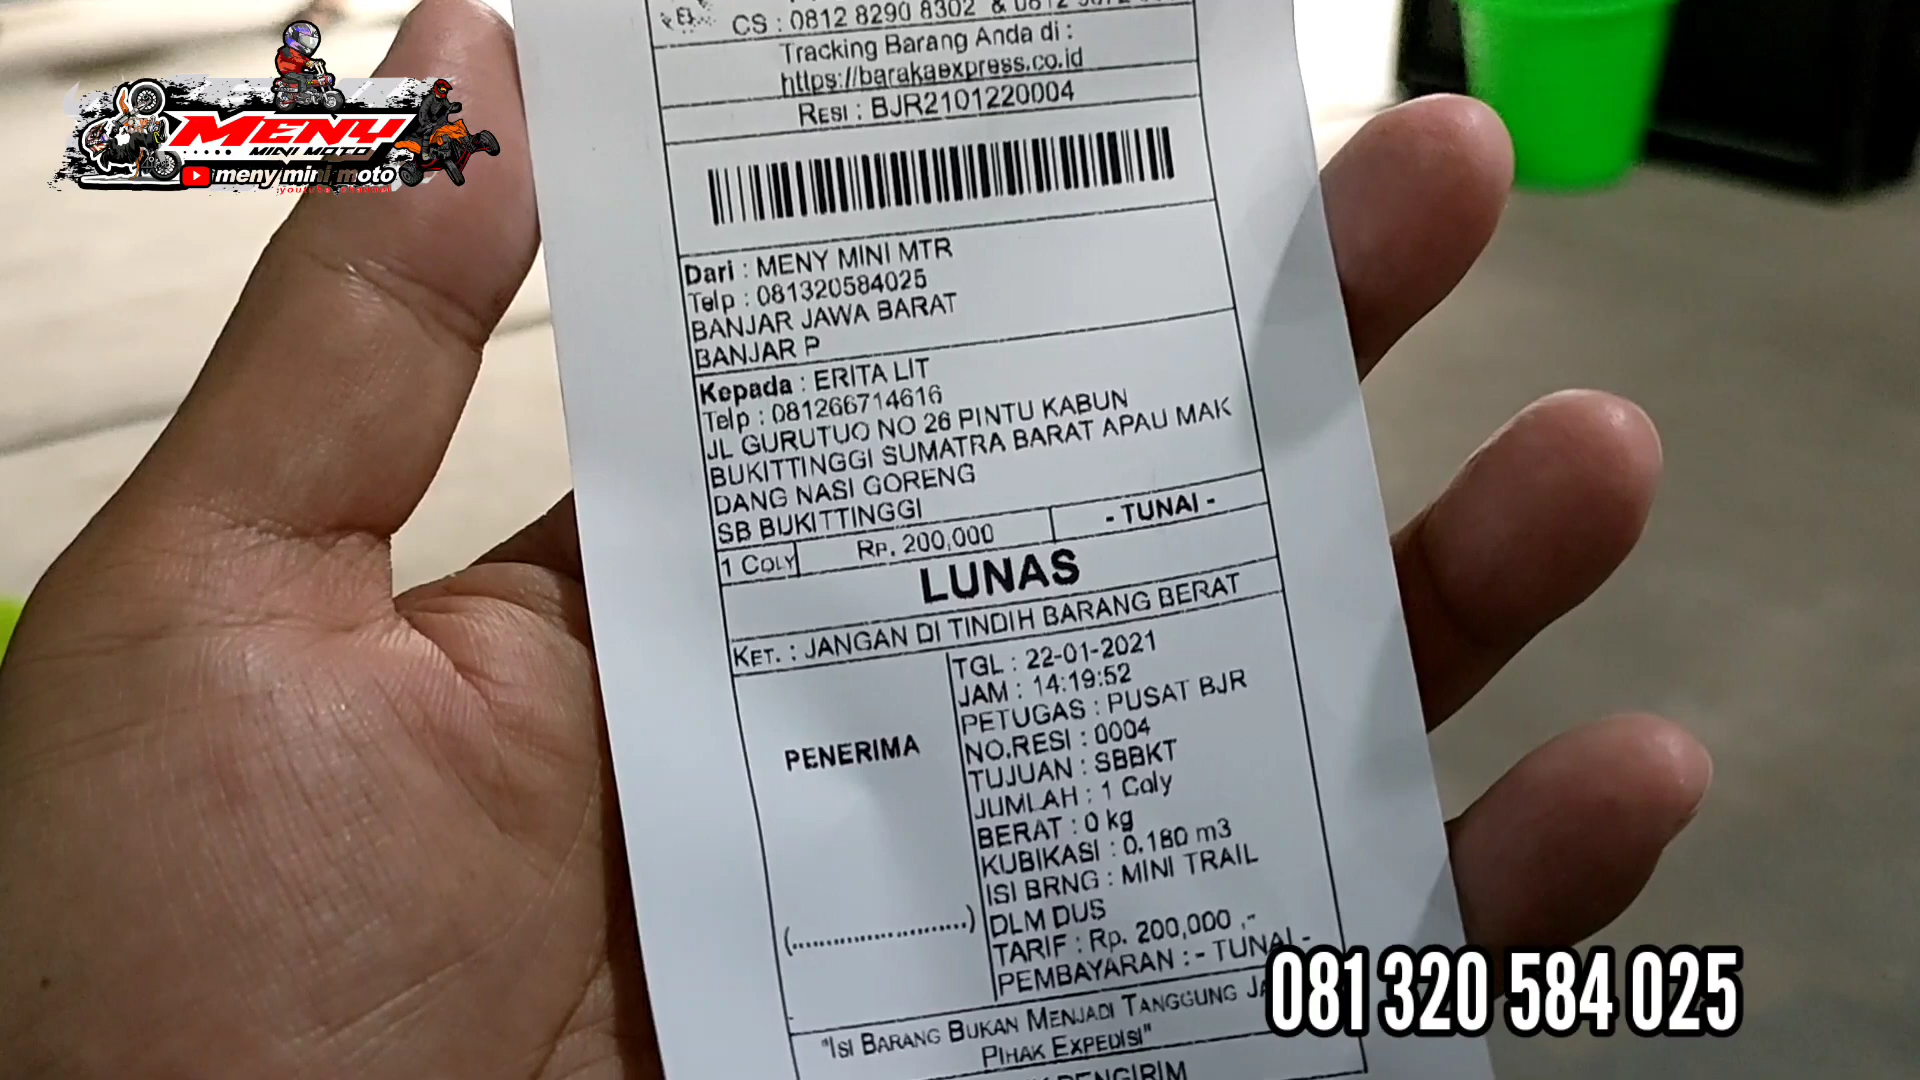 MENY
MINI MOTO
meny mini moto
youtube channel
CS : 0812 8290 8302 &
Tracking Barang Anda di :
https://barakaexpress.co.id
RESI : BJR2101220004
Dari : MENY MINI MTR
Telp : 081320584025
BANJAR JAWA BARAT
BANJAR P
Kepada : ERITA LIT
Telp : 081266714616
JL GURUTUO NO 26 PINTU KABUN
BUKITTINGGI SUMATRA BARAT APAU MAK
DANG NASI GORENG
SB BUKITTINGGI
1 COLY Rp. 200,000 - TUNAI -
LUNAS
KET. : JANGAN DI TINDIH BARANG BERAT
PENERIMA
(........................)
TGL : 22-01-2021
JAM : 14:19:52
PETUGAS : PUSAT BJR
NO.RESI : 0004
TUJUAN : SBBKT
JUMLAH : 1 Coly
BERAT : 0 kg
KUBIKASI : 0.180 m3
ISI BRNG : MINI TRAIL
DLM DUS
TARIF : Rp. 200,000 ,-
PEMBAYARAN : - TUNAI -
"ISI BARANG BUKAN MENJADI TANGGUNG
PIHAK EXPEDISI"
081 320 584 025